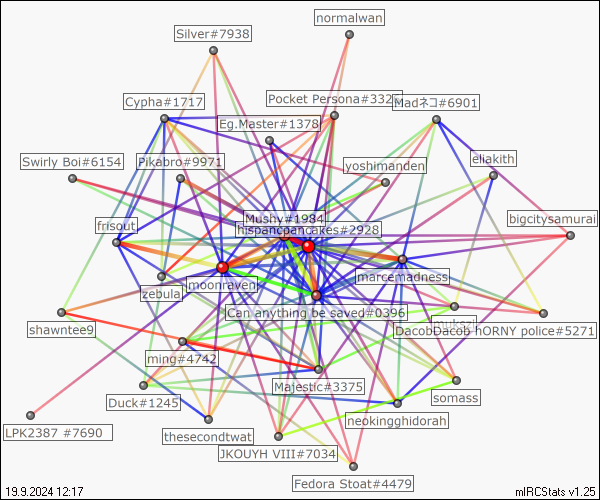 normalwan
Silver#7938
Cypha#1717
Pocket Persona#332
Madネコ#6901
Eg.Master#1378
Swirly Boi#6154
Pikabro#9971
yoshimanden
eliakith
frisout
Mushy#1984
hispancpancakes#2928
bigcitysamurai
zebula
moonraven
marcemadness
Can anything be saved#0396
shawntee9
DacobDacob hORNY police#5271
ming#4742
Majestic#3375
somass
Duck#1245
neokingghidorah
LPK2387 #7690
thesecondtwat
JKOUYH VIII#7034
Fedora Stoat#4479
19.9.2024 12:17
mIRCStats v1.25